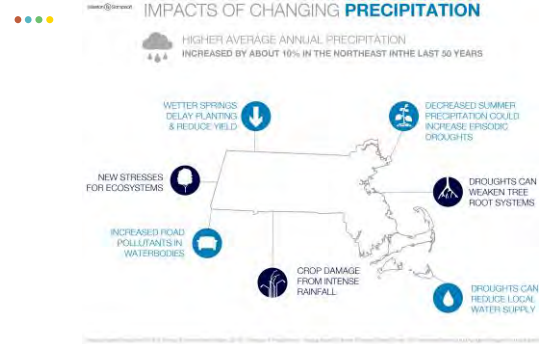 IMPACTS OF CHANGING PRECIPITATION
HIGHER AVERAGE ANNUAL PRECIPITATION
INCREASED BY ABOUT 10% IN THE NORTHEAST INTHE LAST 50 YEARS
WETTER SPRINGS
DELAY PLANTING
& REDUCE YIELD
DECREASED SUMMER
PRECIPITATION COULD
INCREASE EPISODIC
DROUGHTS
NEW STRESSES
FOR ECOSYSTEMS
DROUGHTS CAN
WEAKEN TREE
ROOT SYSTEMS
INCREASED ROAD
POLLUTANTS IN
WATERBODIES
CROP DAMAGE
FROM INTENSE
RAINFALL
DROUGHTS CAN
REDUCE LOCAL
WATER SUPPLY